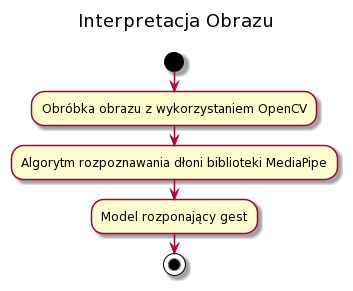 Interpretacja Obrazu
Obróbka obrazu z wykorzystaniem OpenCV
Algorytm rozpoznawania dłoni biblioteki MediaPipe
Model rozponający gest